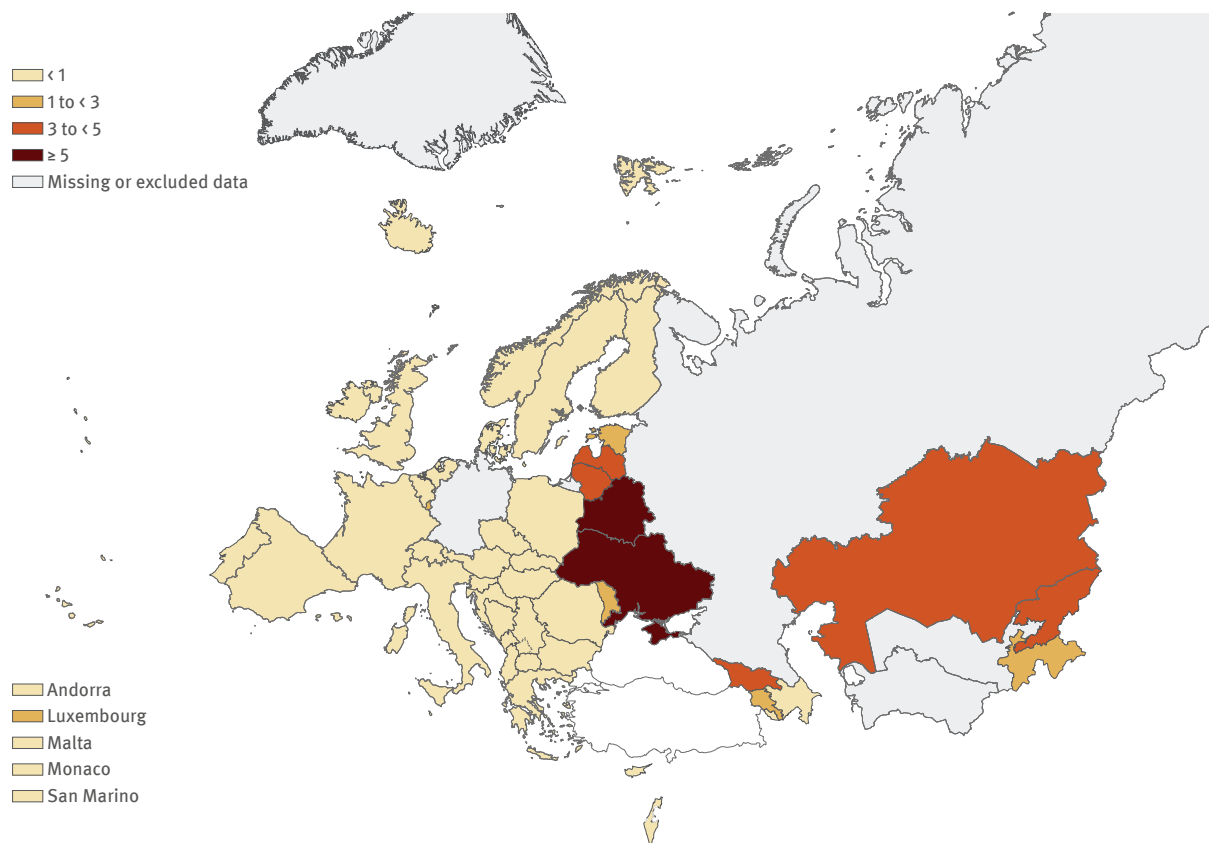 < 1
1 to < 3
3 to < 5
≥ 5
Missing or excluded data
Andorra
Luxembourg
Malta
Monaco
San Marino